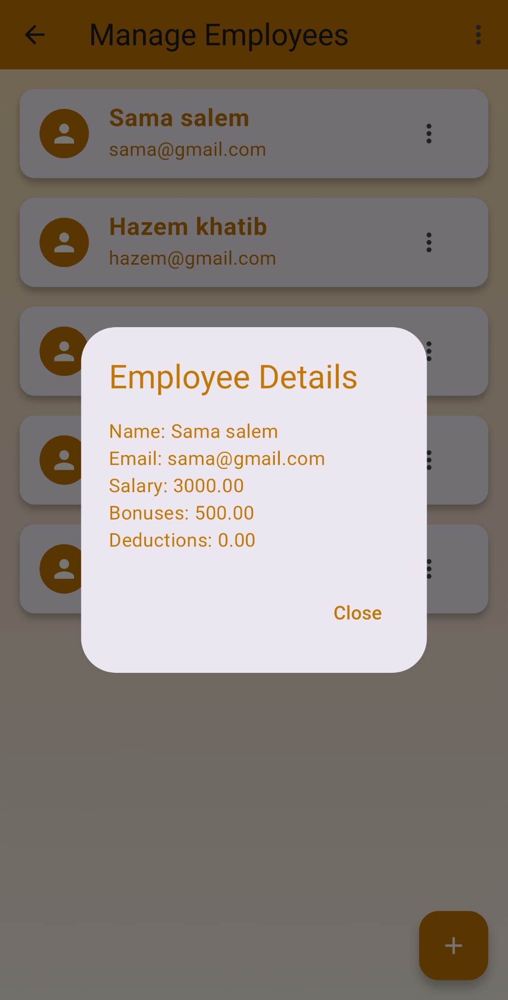 Manage Employees
Sama salem
sama@gmail.com
Hazem khatib
hazem@gmail.com
Employee Details
Name: Sama salem
Email: sama@gmail.com
Salary: 3000.00
Bonuses: 500.00
Deductions: 0.00
Close